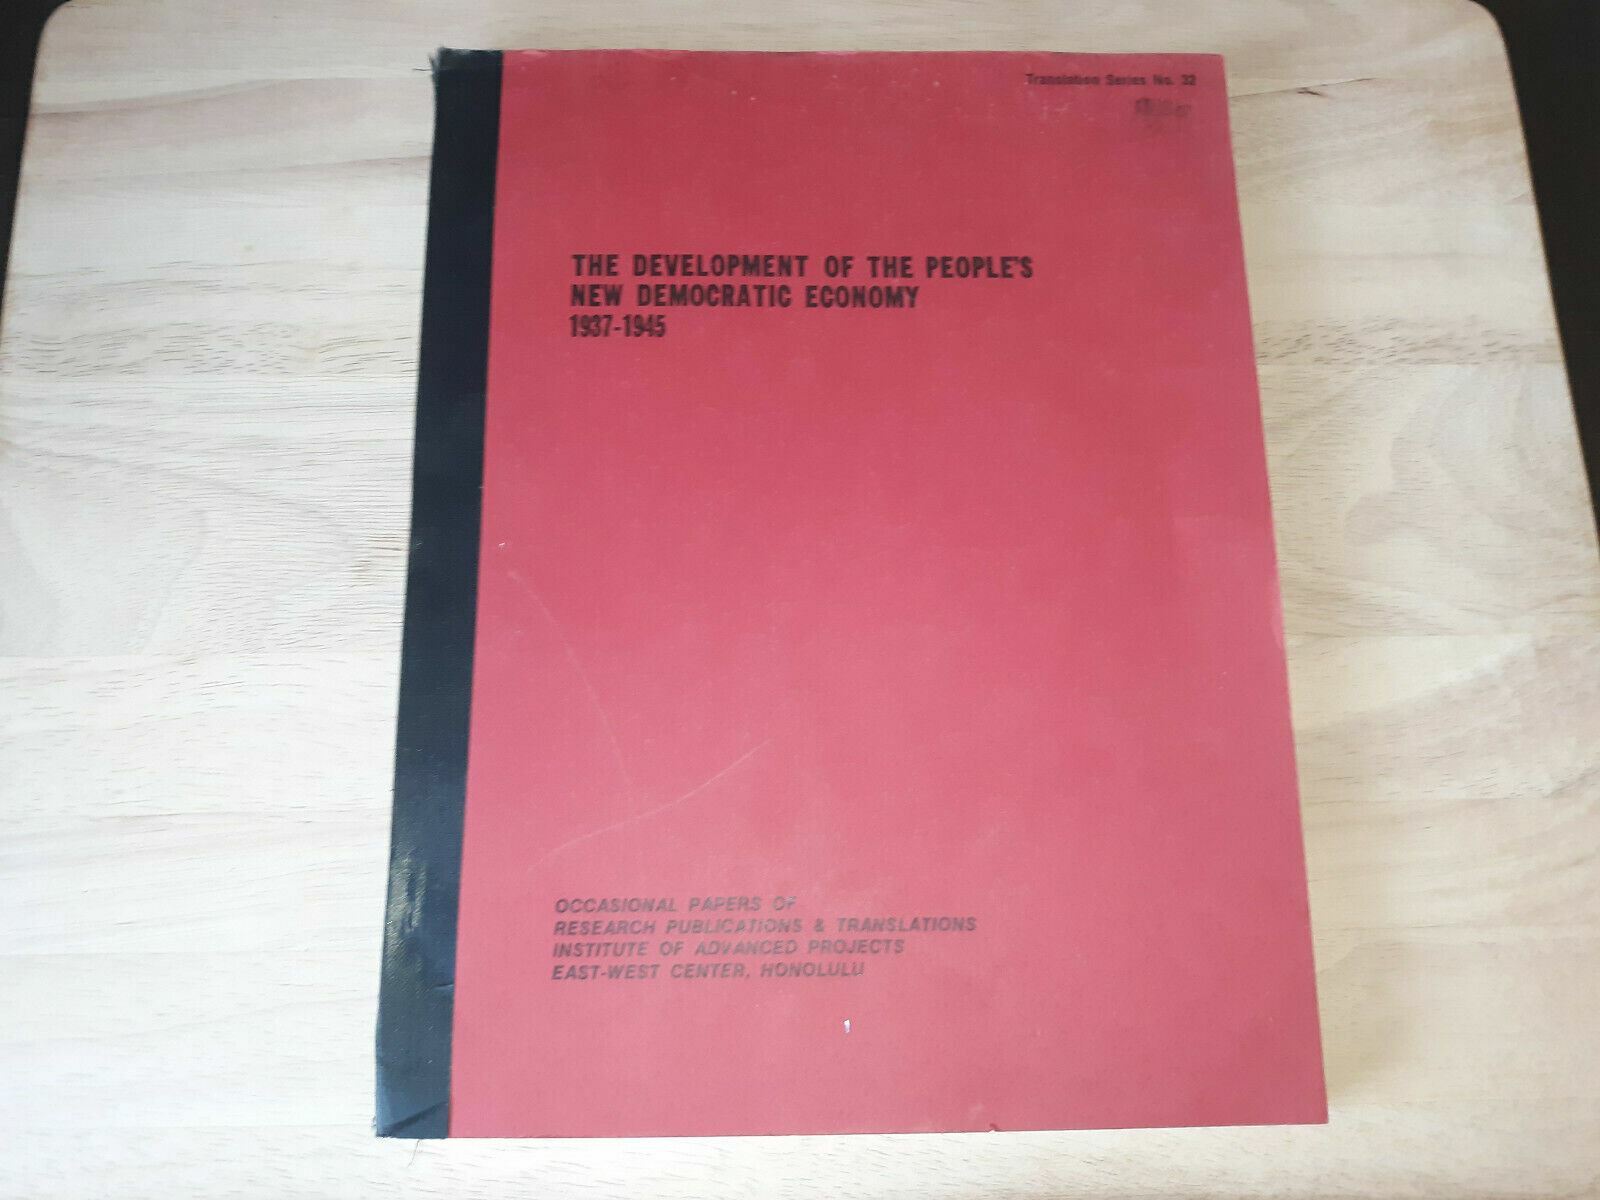 Translation Series No. 32
THE DEVELOPMENT OF THE PEOPLE'S
NEW DEMOCRATIC ECONOMY
1937-1945
OCCASIONAL PAPERS OF
RESEARCH PUBLICATIONS & TRANSLATIONS
INSTITUTE OF ADVANCED PROJECTS
EAST-WEST CENTER, HONOLULU